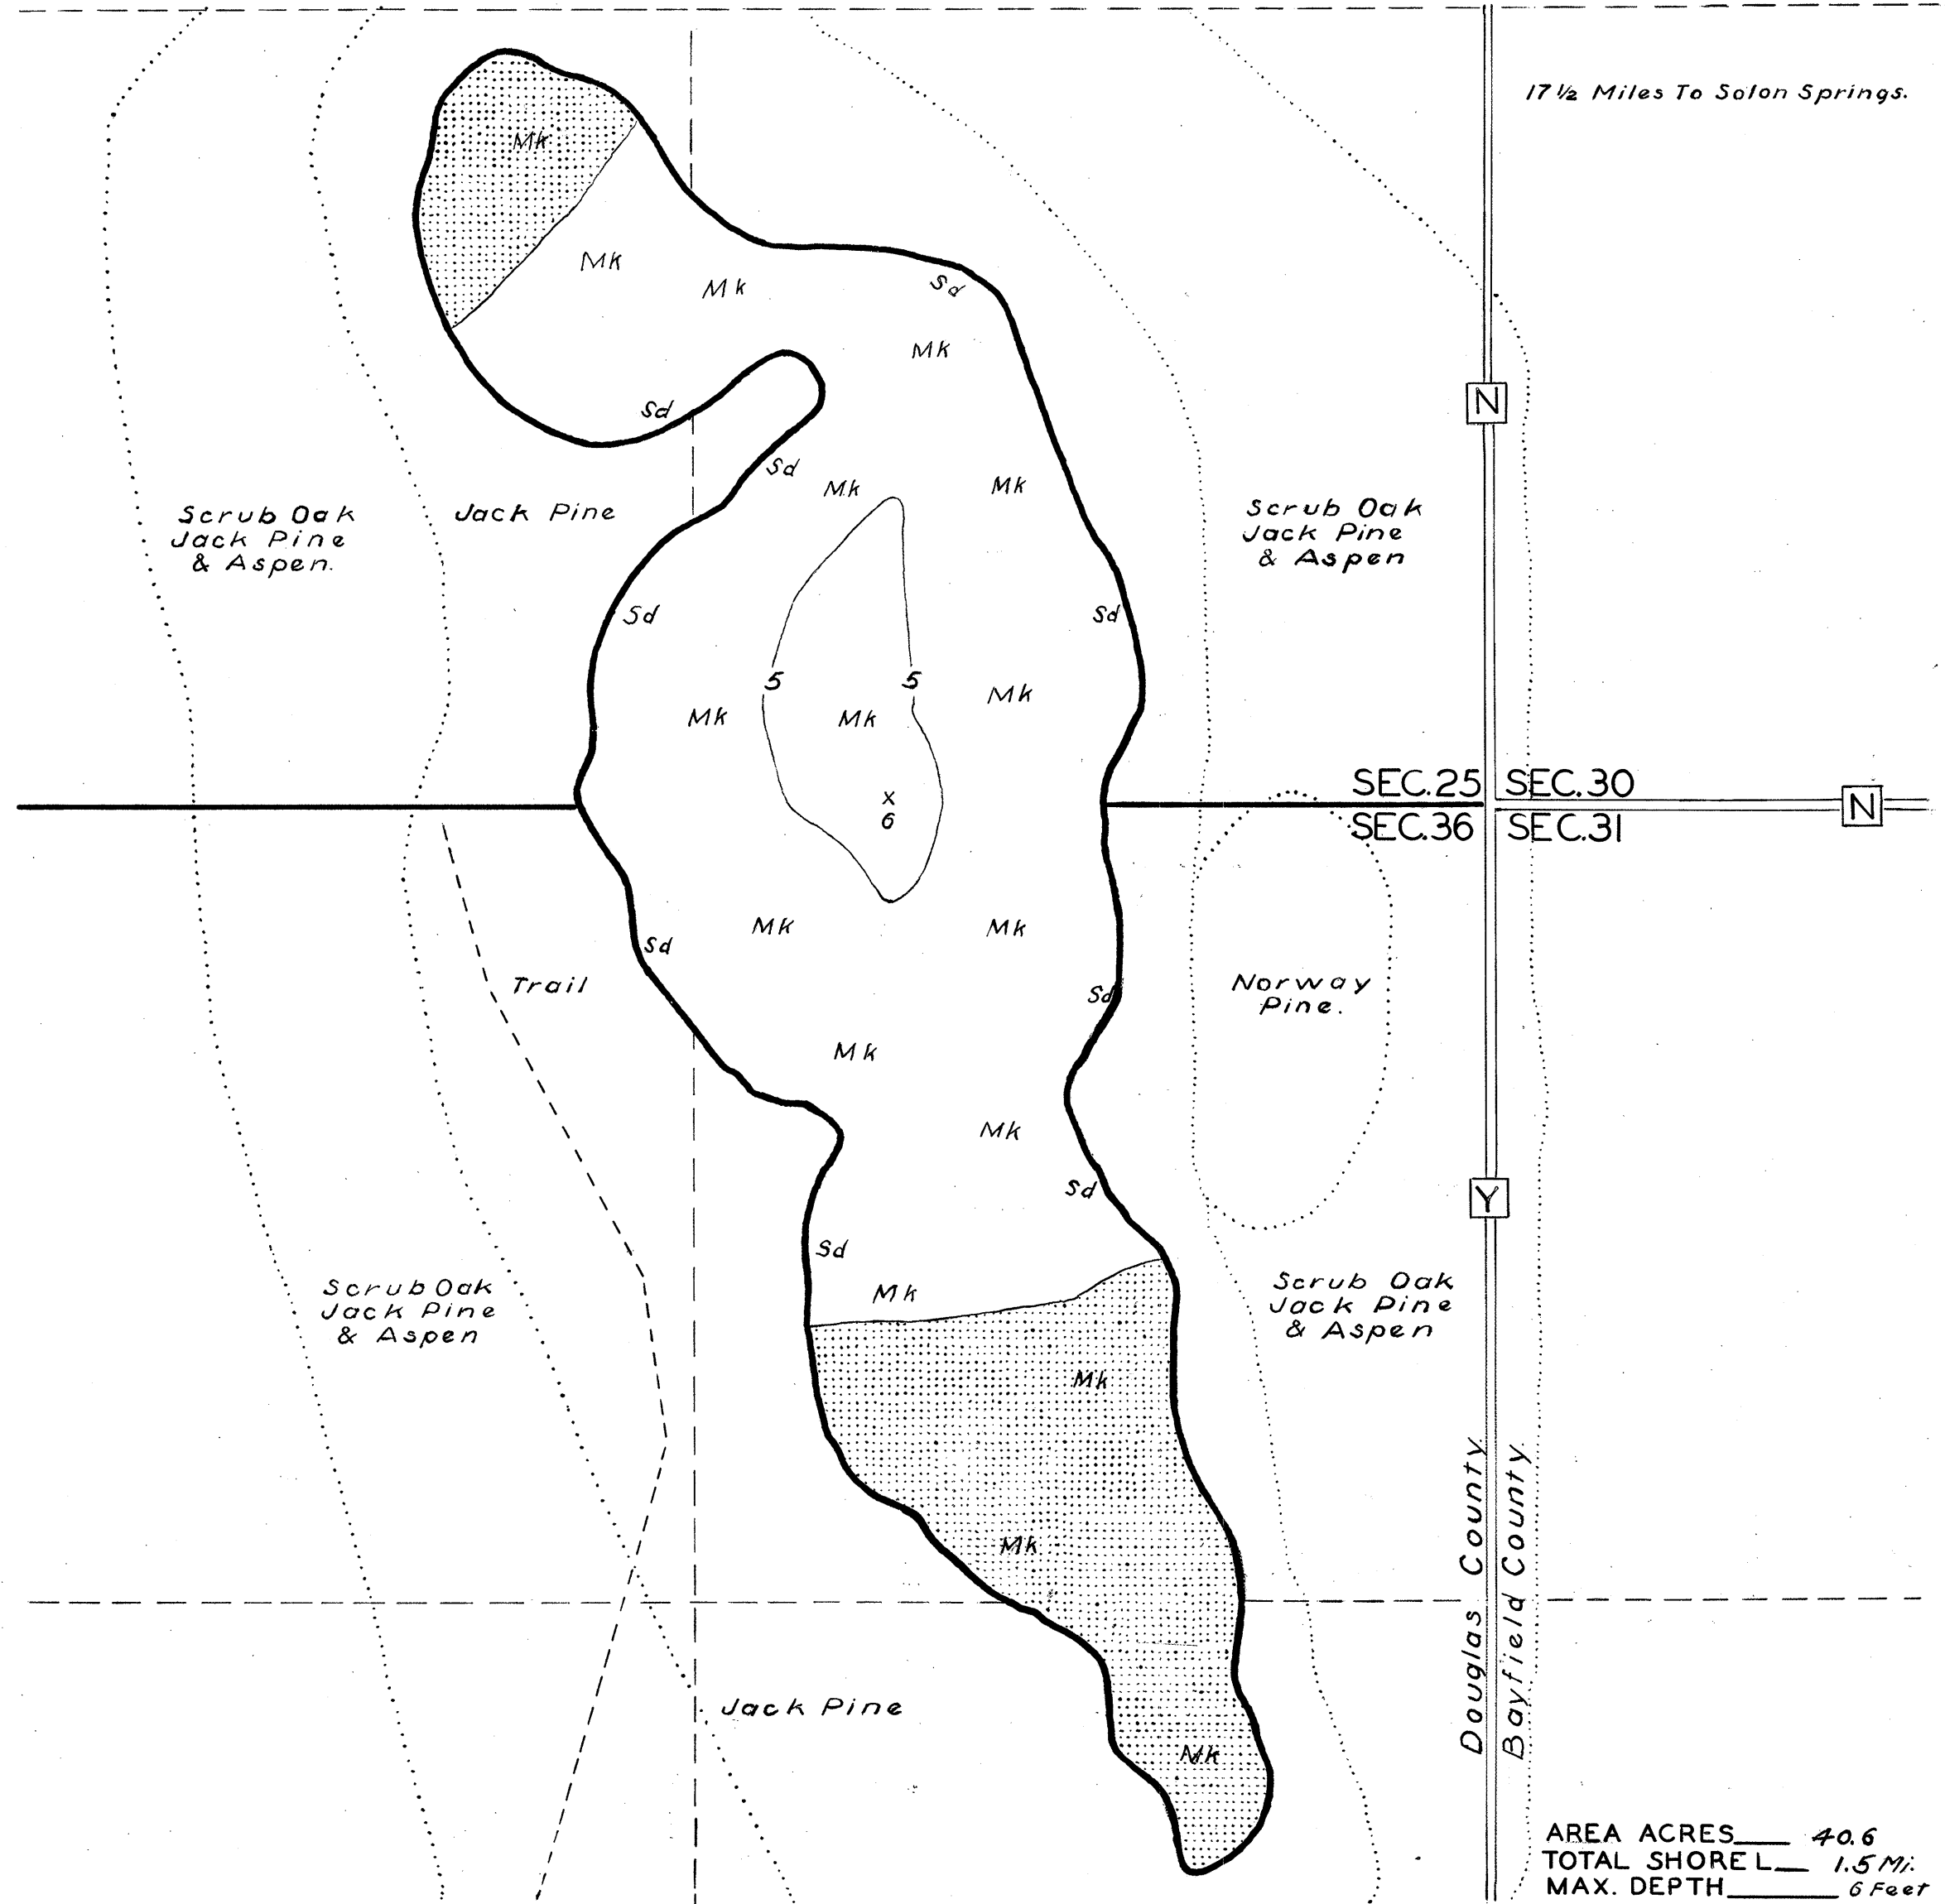 17 ½ Miles To Solon Springs.
Mk
Mk
Mk
Sd
Mk
N
Sd
Sd
Mk
Mk
Scrub Oak
Jack Pine
& Aspen.
Jack Pine
Scrub Oak
Jack Pine
& Aspen
Sd
Sd
5
5
Mk
Mk
Mk
SEC.25
SEC.30
x
6
N
SEC.36
SEC.31
Mk
Mk
Sd
Trail
Sd
Norway
Pine.
Mk
Mk
Sd
Y
Sd
Mk
Scrub Oak
Jack Pine
& Aspen
Scrub Oak
Jack Pine
& Aspen
Mk
Mk
Douglas County
Bayfield County
Jack Pine
Mk
AREA ACRES 40.6
TOTAL SHORE L 1.5 Mi.
MAX. DEPTH 6 Feet